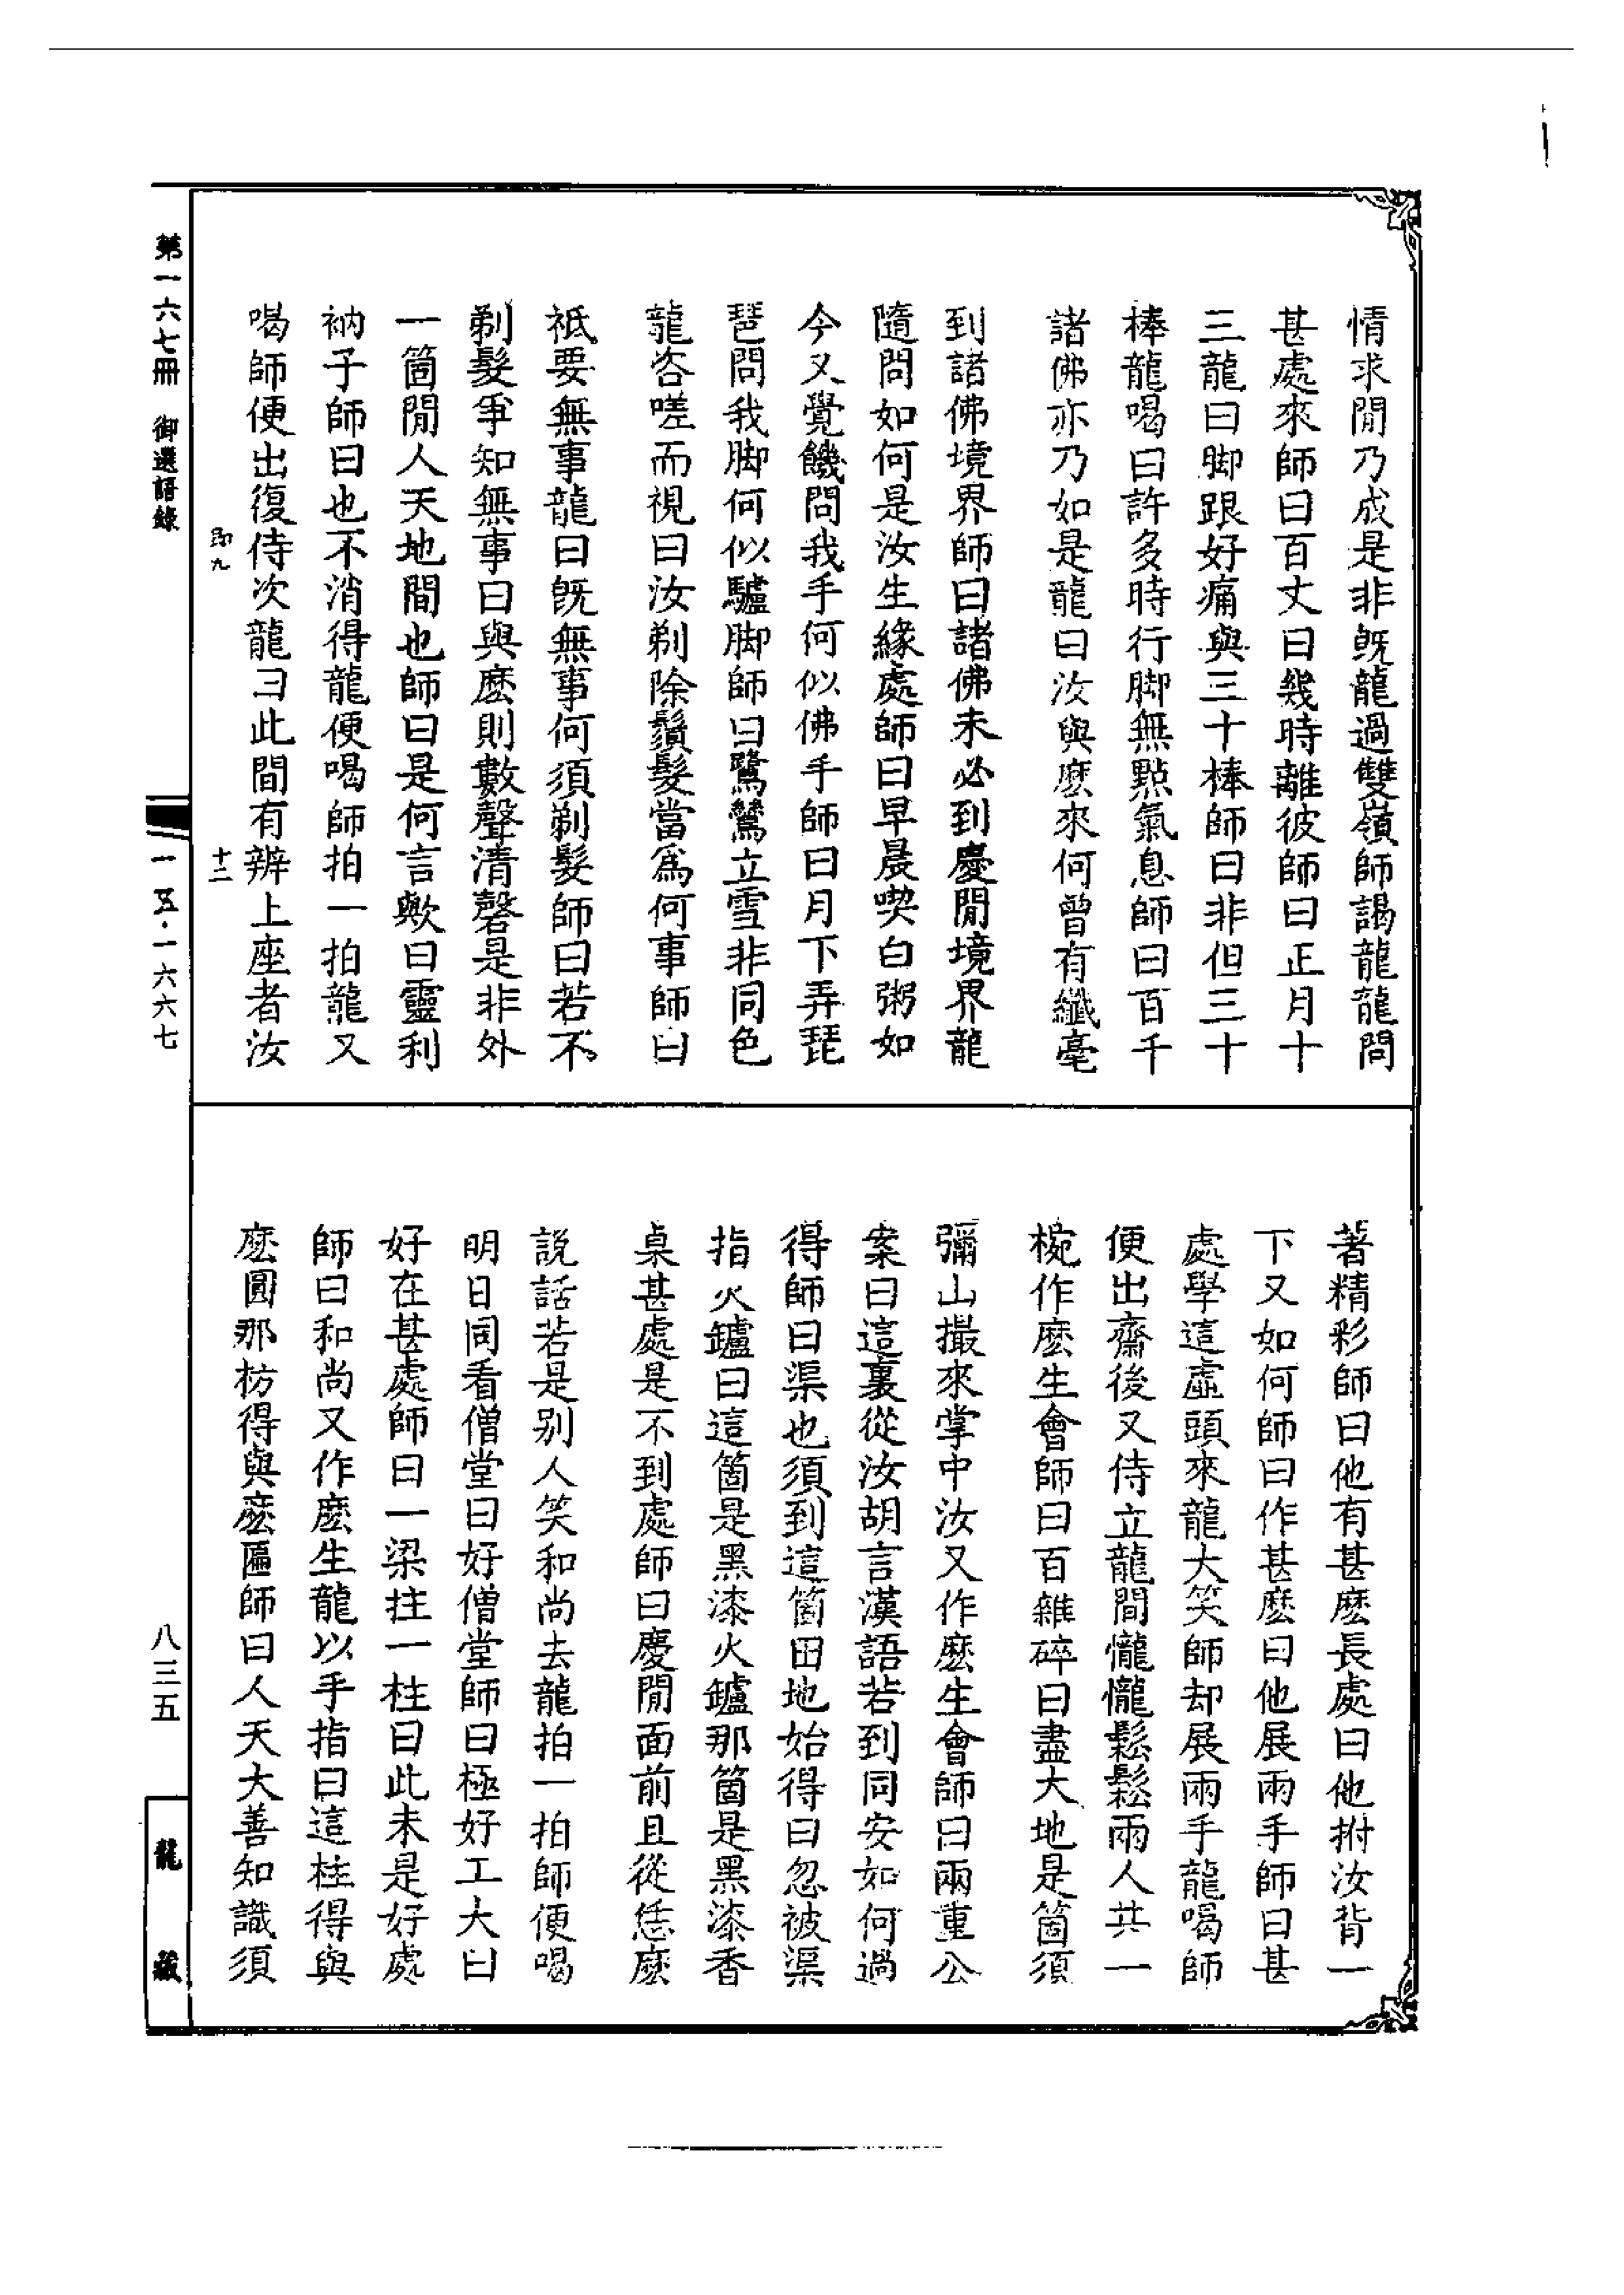 情求閒乃成是非旣龍過雙嶺師謁龍龍問
甚處來師曰百丈曰幾時離彼師曰正月十
三龍曰脚跟好痛與三十棒師曰非但三十
棒龍喝曰許多時行脚無點氣息師曰百千
諸佛亦乃如是龍曰汝與麽來何曾有纖毫
到諸佛境界師曰諸佛未必到慶閒境界龍
隨問如何是汝生緣處師曰早晨喫白粥如
今又覺饑問我手何似佛手師曰月下弄琵
琶問我脚何似驢脚師曰鷺鷥立雪非同色
龍咨嗟而視曰汝剃除鬚髮當爲何事師曰
祗要無事龍曰旣無事何須剃髮師曰若不
剃髮爭知無事曰與麽則數聲清磬是非外
一箇閒人天地間也師曰是何言歟曰靈利
衲子師曰也不消得龍便喝師拍一拍龍又
喝師便出復侍次龍曰此間有辨上座者汝
著精彩師曰他有甚麽長處曰他拊汝背一
下又如何師曰作甚麽曰他展兩手師曰甚
處學這虛頭來龍大笑師却展兩手龍喝師
便出齋後又侍立龍問㦬㦬鬆鬆兩人共一
椀作麽生會師曰百雜碎曰盡大地是箇須
彌山撮來掌中汝又作麽生會師曰兩重公
案曰這裏從汝胡言漢語若到同安如何過
得師曰渠也須到這箇田地始得曰忽被渠
指火鑪曰這箇是黑漆火鑪那箇是黑漆香
桌甚處是不到處師曰慶閒面前且從恁麽
說話若是別人笑和尚去龍拍一拍師便喝
明日同看僧堂曰好僧堂師曰極好工夫曰
好在甚處師曰一梁拄一柱曰此未是好處
師曰和尚又作麽生龍以手指曰這柱得與
麽圓那枋得與麽匾師曰人天大善知識須
第一六七冊 御選語錄
卽九
十二
一五·一六六七
八三五
龍藏